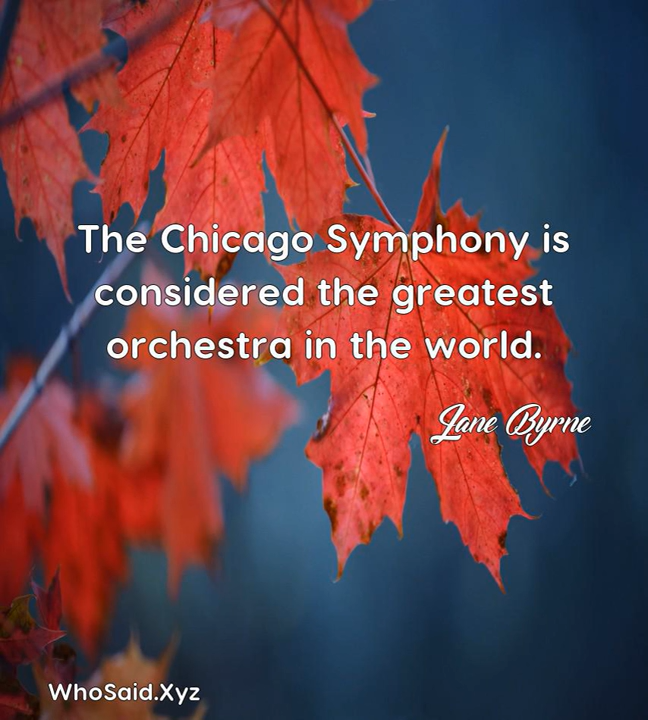 The Chicago Symphony is
considered the greatest
orchestra in the world.
Jane Byrne
WhoSaid.Xyz